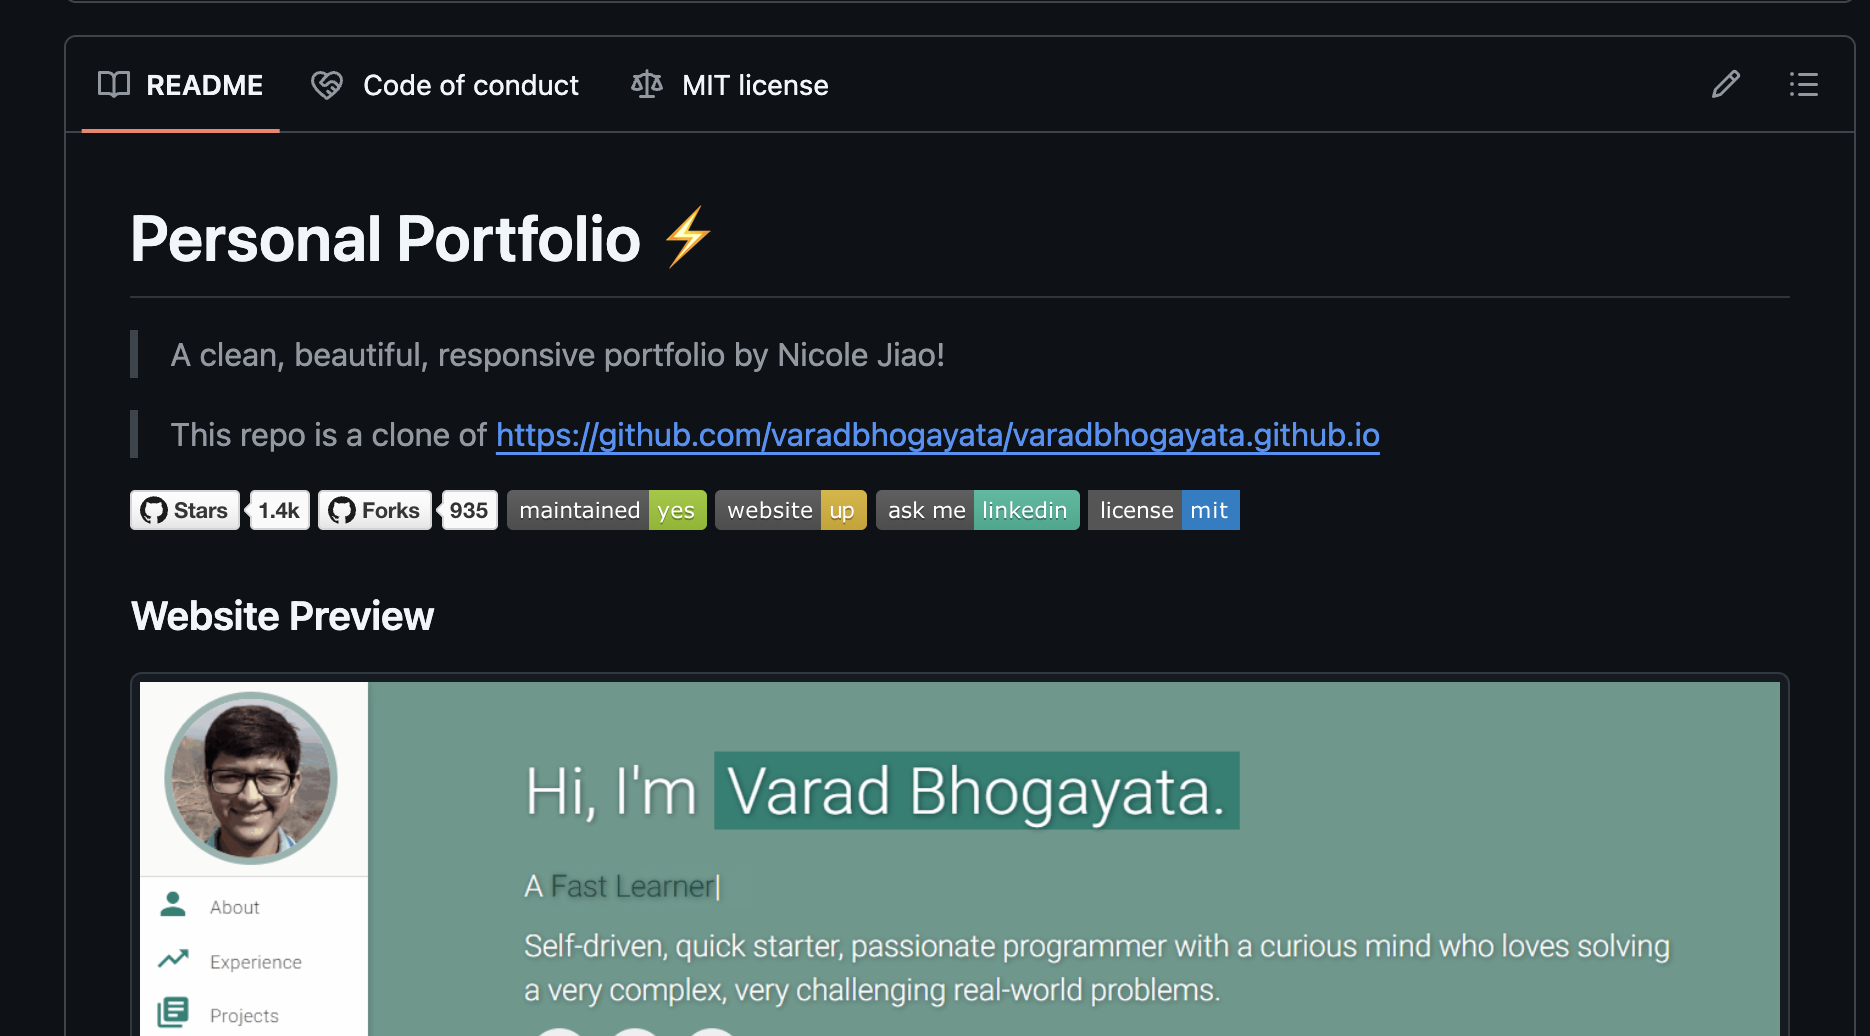 README Code of conduct MIT license
Personal Portfolio ⚡
A clean, beautiful, responsive portfolio by Nicole Jiao!
This repo is a clone of https://github.com/varadbhogayata/varadbhogayata.github.io
Stars 1.4k Forks 935 maintained yes website up ask me linkedin license mit
Website Preview
Hi, I'm Varad Bhogayata.
A Fast Learner|
About
Self-driven, quick starter, passionate programmer with a curious mind who loves solving
Experience
a very complex, very challenging real-world problems.
Projects